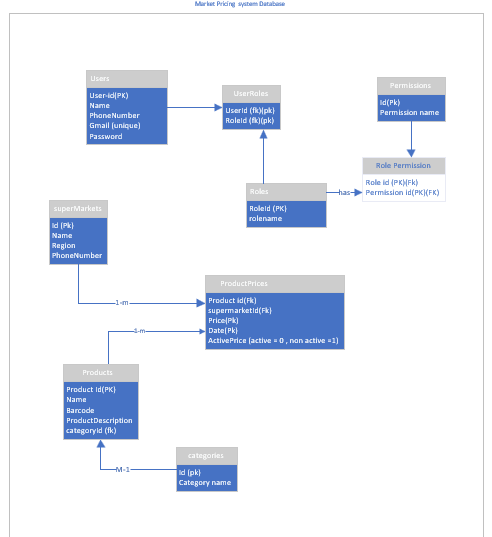 Market Pricing system Database
Users
User-id(PK)
Name
PhoneNumber
Gmail (unique)
Password
UserRoles
UserId (fk)(pk)
RoleId (fk)(pk)
Permissions
Id(Pk)
Permission name
Role Permission
Role id (PK)(Fk)
Permission id(PK)(FK)
Roles
RoleId (PK)
rolename
has
superMarkets
Id (Pk)
Name
Region
PhoneNumber
1-m
ProductPrices
Product id(Fk)
supermarketId(Fk)
Price(Pk)
Date(Pk)
ActivePrice (active = 0 , non active =1)
1-m
Products
Product Id(PK)
Name
Barcode
ProductDescription
categoryId (fk)
M-1
categories
Id (pk)
Category name